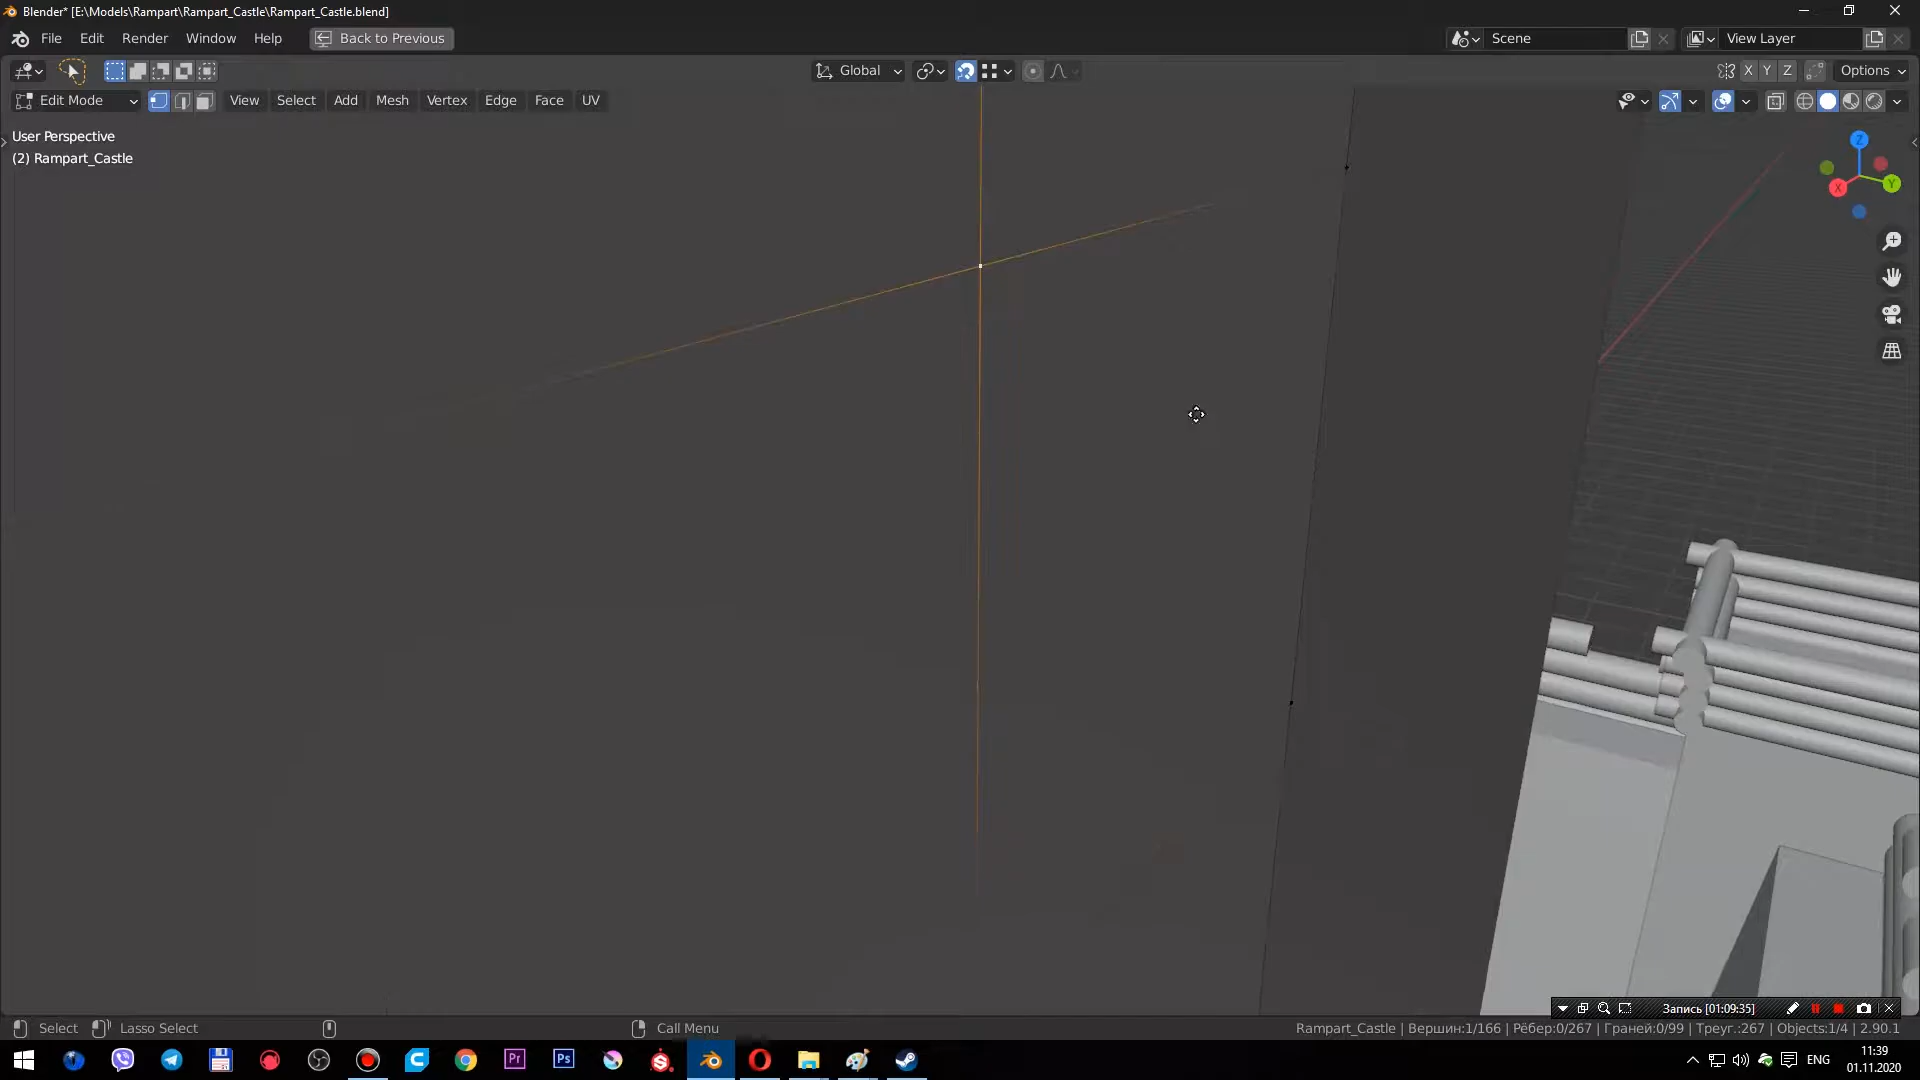 Blender* [E:\Models\Rampart\Rampart_Castle\Rampart_Castle.blend]
File Edit Render Window Help Back to Previous Scene View Layer
Global X Y Z Options
Edit Mode View Select Add Mesh Vertex Edge Face UV
User Perspective
(2) Rampart_Castle
Z
X
Y
Запись [01:09:35]
Select Lasso Select Call Menu Rampart_Castle | Вершин:1/166 | Рёбер:0/267 | Граней:0/99 | Треуг.:267 | Objects:1/4 | 2.90.1
Pr Ps ENG
11:39
01.11.2020